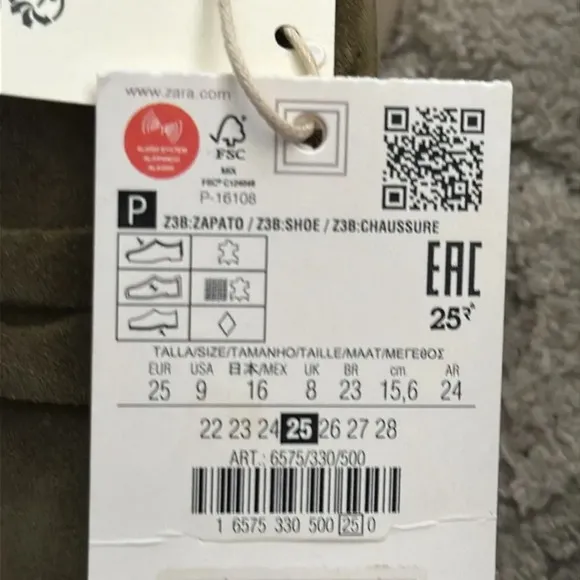 www.zara.com
ALARM SYSTEM
FSC
MIX
P-16108
P
Z3B:ZAPATO / Z3B:SHOE / Z3B:CHAUSSURE
EAC
25
TALLA/SIZE/TAMANHO/TAILLE/MAAT/ΜΕΓΕΘΟΣ
EUR USA 日本/MEX UK BR cm AR
25 9 16 8 23 15,6 24
22 23 24 25 26 27 28
ART.: 6575/330/500
1 6575 330 500 25 0